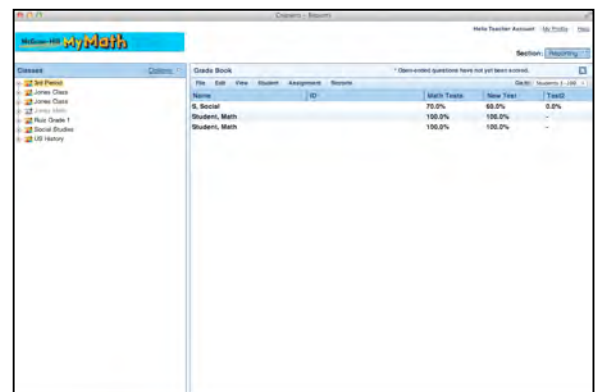 Hello Teacher Account My Profile Help
McGraw-Hill My Math
Section: Reporting
Classes Options
Grade Book * Open-ended questions have not yet been scored.
File Edit View Student Assignment Reports Go to: Students 1-100
Name ID Math Tests New Test Test2
S, Social 70.0% 60.0% 0.0%
Student, Math 100.0% 100.0% -
Student, Math 100.0% 100.0% -
3rd Period
Jones Class
Jones Class
Jones Math
Ruiz Grade 1
Social Studies
US History